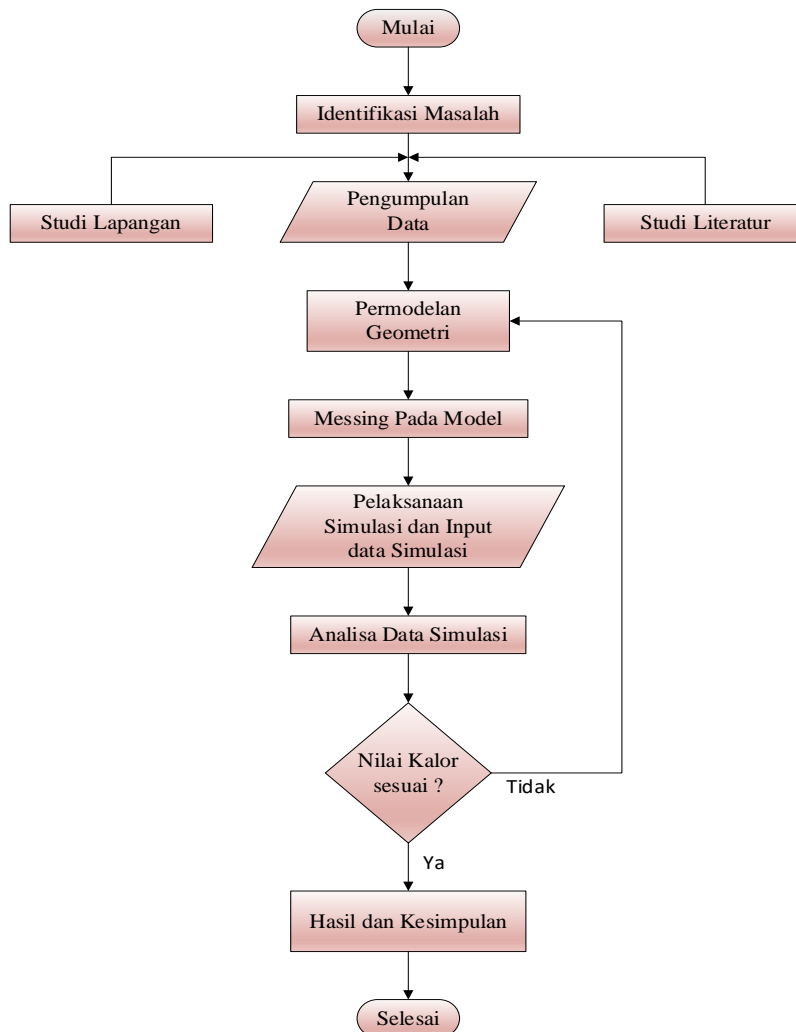 Mulai
Identifikasi Masalah
Studi Lapangan
Pengumpulan
Data
Studi Literatur
Permodelan
Geometri
Messing Pada Model
Pelaksanaan
Simulasi dan Input
data Simulasi
Analisa Data Simulasi
Nilai Kalor
sesuai ?
Tidak
Ya
Hasil dan Kesimpulan
Selesai